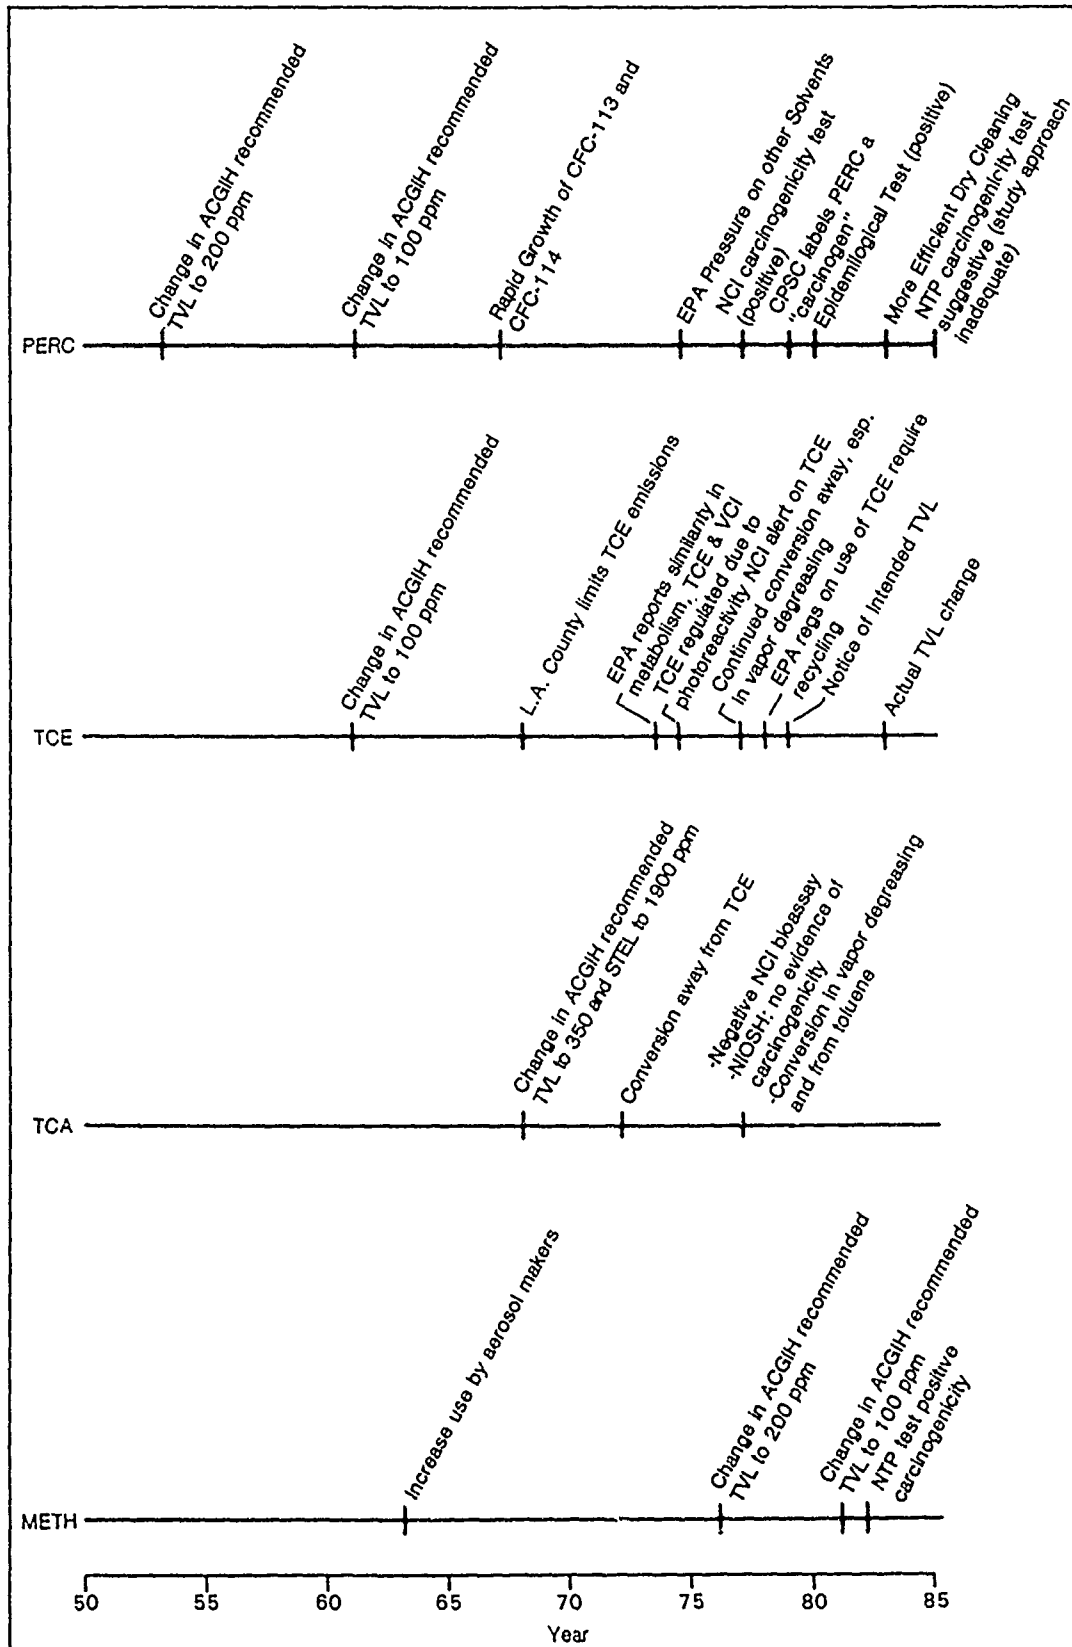 Change in ACGIH recommended
TVL to 200 ppm
Change in ACGIH recommended
TVL to 100 ppm
Rapid Growth of CFC-113 and
CFC-114
EPA Pressure on other Solvents
NCI carcinogenicity test
(positive)
CPSC labels PERC a
"carcinogen"
Epidemilogical Test (positive)
More Efficient Dry Cleaning
NTP carcinogenicity test
suggestive (study approach
inadequate)
PERC
Change in ACGIH recommended
TVL to 100 ppm
L.A. County limits TCE emissions
EPA reports similarity in
metabolism, TCE & VCI
TCE regulated due to
photoreactivity NCI alert on TCE
Continued conversion away, esp.
in vapor degreasing
EPA regs on use of TCE require
recycling
Notice of Intended TVL
Actual TVL change
TCE
Change in ACGIH recommended
TVL to 350 and STEL to 1900 ppm
Conversion away from TCE
-Negative NCI bioassay
-NIOSH: no evidence of
carcinogenicity
-Conversion in vapor degreasing
and from toluene
TCA
Increase use by aerosol makers
Change in ACGIH recommended
TVL to 200 ppm
Change in ACGIH recommended
TVL to 100 ppm
NTP test positive
carcinogenicity
METH
50 55 60 65 70 75 80 85
Year